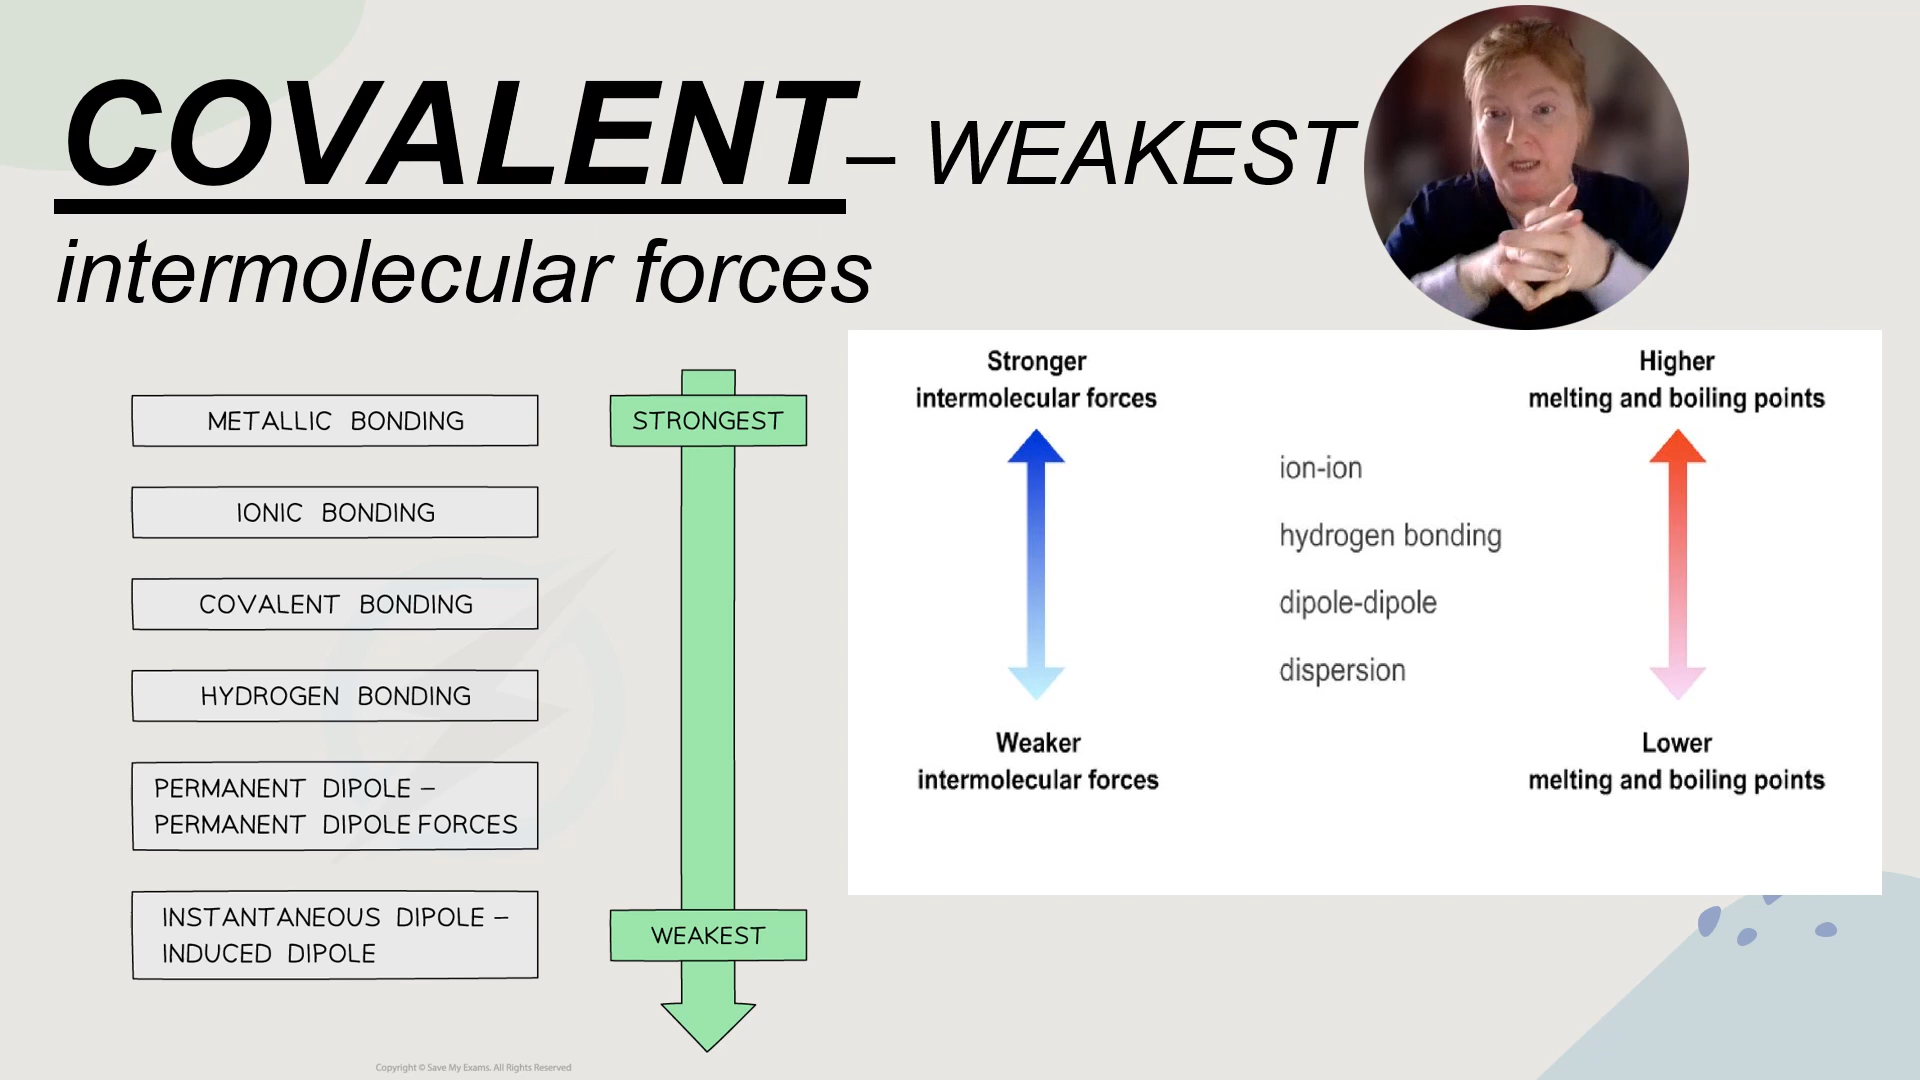 COVALENT – WEAKEST
intermolecular forces
METALLIC BONDING
IONIC BONDING
COVALENT BONDING
HYDROGEN BONDING
PERMANENT DIPOLE –
PERMANENT DIPOLE FORCES
INSTANTANEOUS DIPOLE –
INDUCED DIPOLE
STRONGEST
WEAKEST
Stronger
intermolecular forces
Weaker
intermolecular forces
ion-ion
hydrogen bonding
dipole-dipole
dispersion
Higher
melting and boiling points
Lower
melting and boiling points
Copyright © Save My Exams. All Rights Reserved